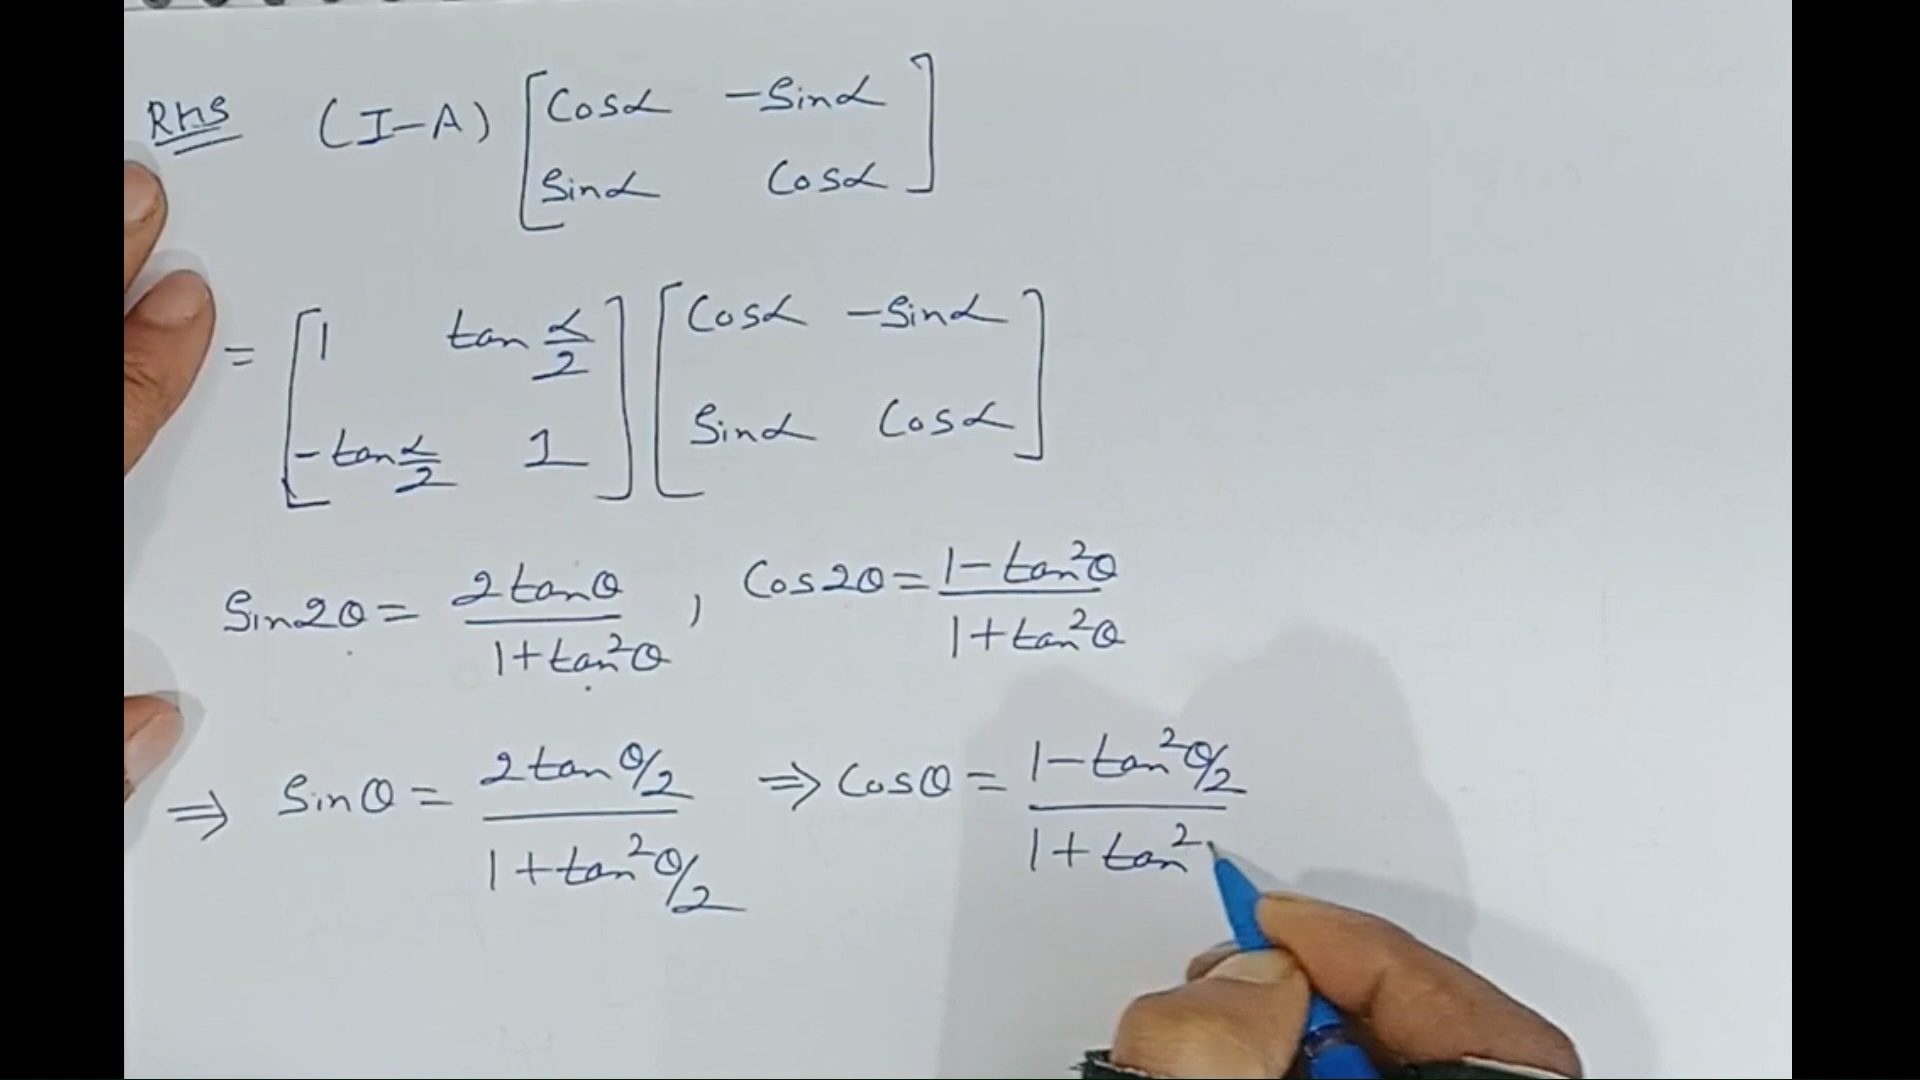 RHS (I-A) [cosα -sinα
sinα cosα]
= [1 tan α/2
-tan α/2 1] [cosα -sinα
sinα cosα]
Sin2θ = 2tanθ / 1+tan²θ , Cos2θ = 1-tan²θ / 1+tan²θ
⇒ sinθ = 2tan θ/2 / 1+tan² θ/2 ⇒ cosθ = 1-tan² θ/2 / 1+tan²